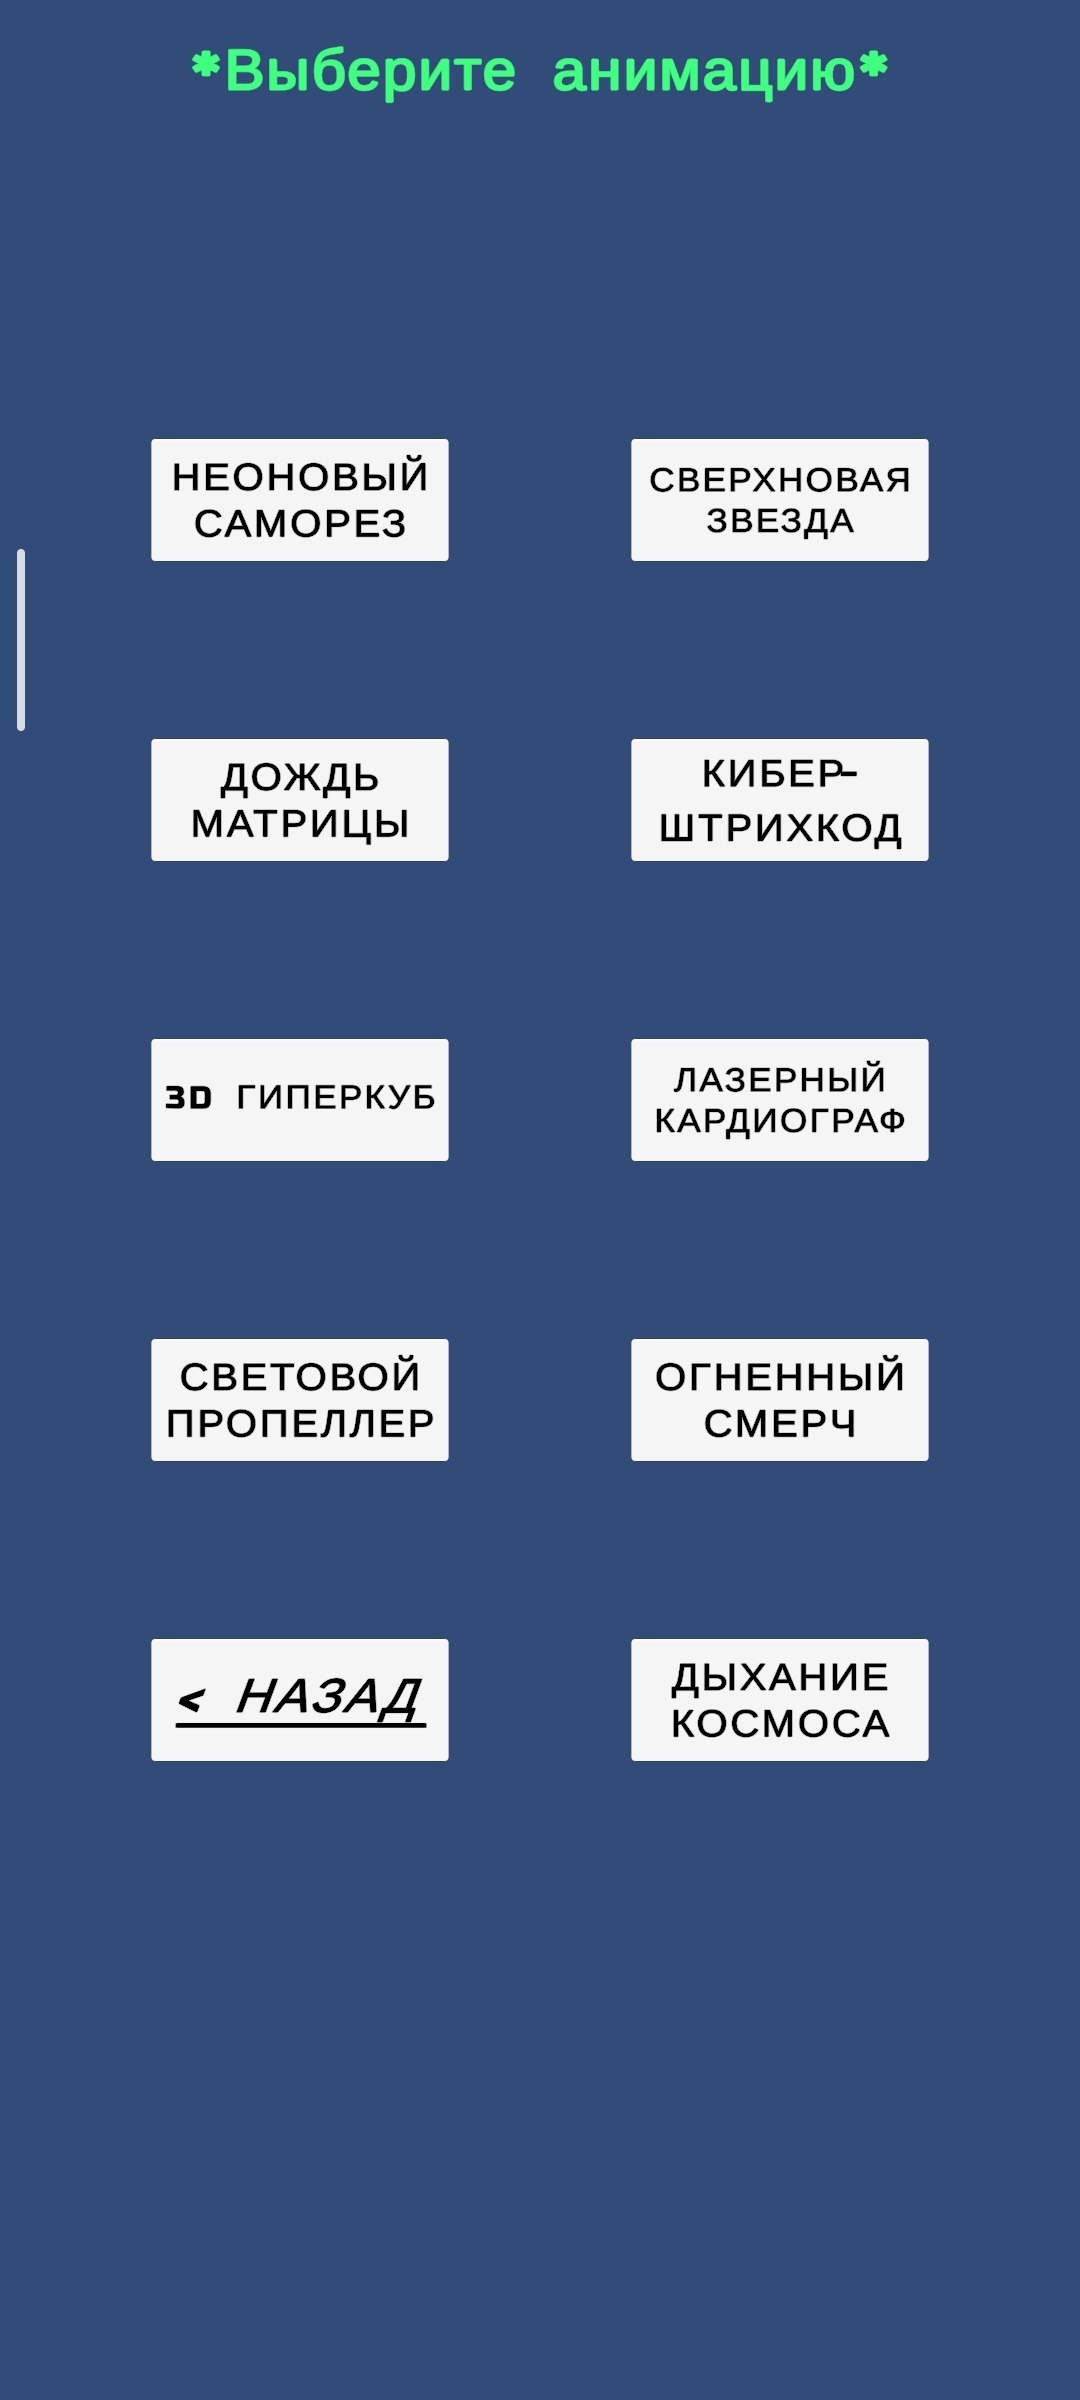 *Выберите анимацию*
НЕОНОВЫЙ
САМОРЕЗ
СВЕРХНОВАЯ
ЗВЕЗДА
ДОЖДЬ
МАТРИЦЫ
КИБЕР-
ШТРИХКОД
3D ГИПЕРКУБ
ЛАЗЕРНЫЙ
КАРДИОГРАФ
СВЕТОВОЙ
ПРОПЕЛЛЕР
ОГНЕННЫЙ
СМЕРЧ
< НАЗАД
ДЫХАНИЕ
КОСМОСА